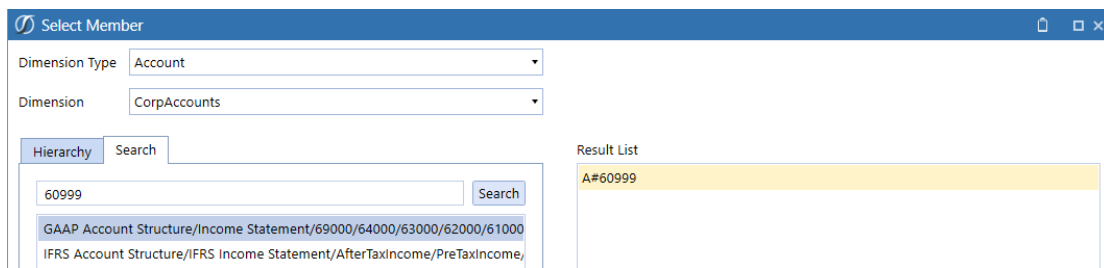 Select Member
Dimension Type Account
Dimension CorpAccounts
Hierarchy Search
Result List
60999 Search
A#60999
GAAP Account Structure/Income Statement/69000/64000/63000/62000/61000
IFRS Account Structure/IFRS Income Statement/AfterTaxIncome/PreTaxIncome/